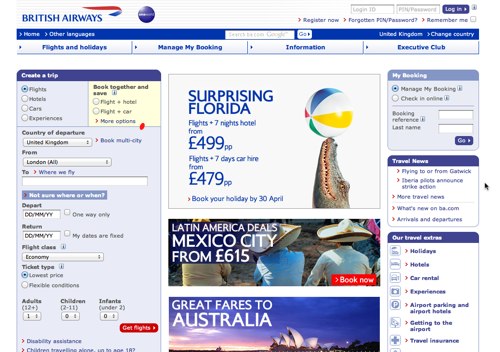 BRITISH AIRWAYS
Login ID
PIN/Password
Log in
Register now
Forgotten PIN/Password?
Remember me
Home
Other languages
Search ba.com
Google™
Go
United Kingdom
Change country
Flights and holidays
Manage My Booking
Information
Executive Club
Create a trip
Flights
Hotels
Cars
Experiences
Book together and
save
Flight + hotel
Flight + car
More options
Country of departure
United Kingdom
Book multi-city
From
London (All)
To
Where we fly
Not sure where or when?
Depart
DD/MM/YY
One way only
Return
DD/MM/YY
My dates are fixed
Flight class
Economy
Ticket type
Lowest price
Flexible conditions
Adults
(12+)
1
Children
(2-11)
0
Infants
(under 2)
0
Get flights
Disability assistance
Children travelling alone, up to age 18?
SURPRISING
FLORIDA
Flights + 7 nights hotel
from
£499pp
Flights + 7 days car hire
from
£479pp
Book your holiday by 30 April
LATIN AMERICA DEALS
MEXICO CITY
FROM £615
Book now
GREAT FARES TO
AUSTRALIA
My Booking
Manage My Booking
Check in online
Booking
reference
Last name
Go
Travel News
Flying to or from Gatwick
Iberia pilots announce
strike action
More travel news
What's new on ba.com
Arrivals and departures
Our travel extras
Holidays
Hotels
Car rental
Experiences
Airport parking and
hotels
Getting to the
airport
Travel insurance